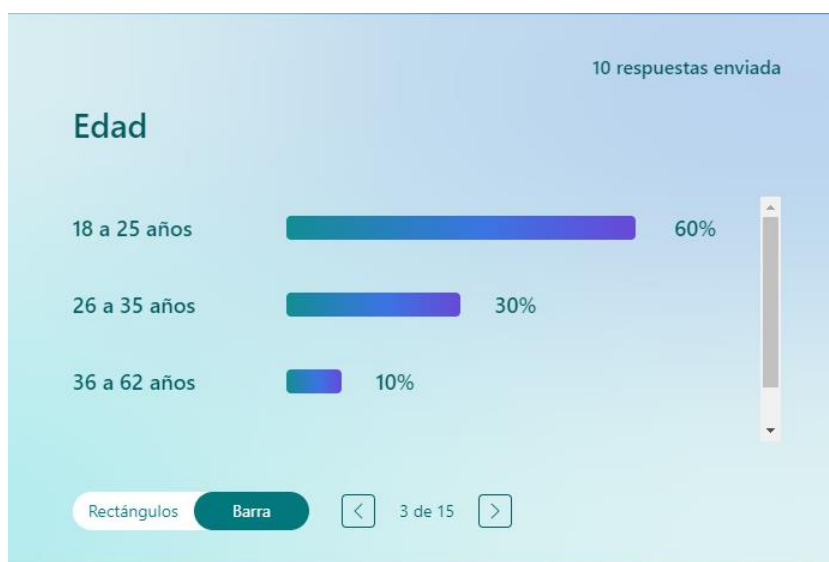 10 respuestas enviada
Edad
18 a 25 años 60%
26 a 35 años 30%
36 a 62 años 10%
Rectángulos Barra 3 de 15